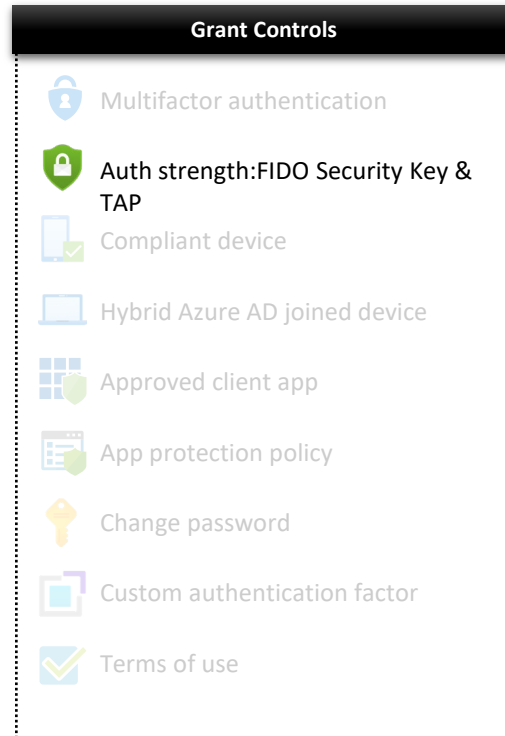 Grant Controls
Multifactor authentication
Auth strength:FIDO Security Key &
TAP
Compliant device
Hybrid Azure AD joined device
Approved client app
App protection policy
Change password
Custom authentication factor
Terms of use